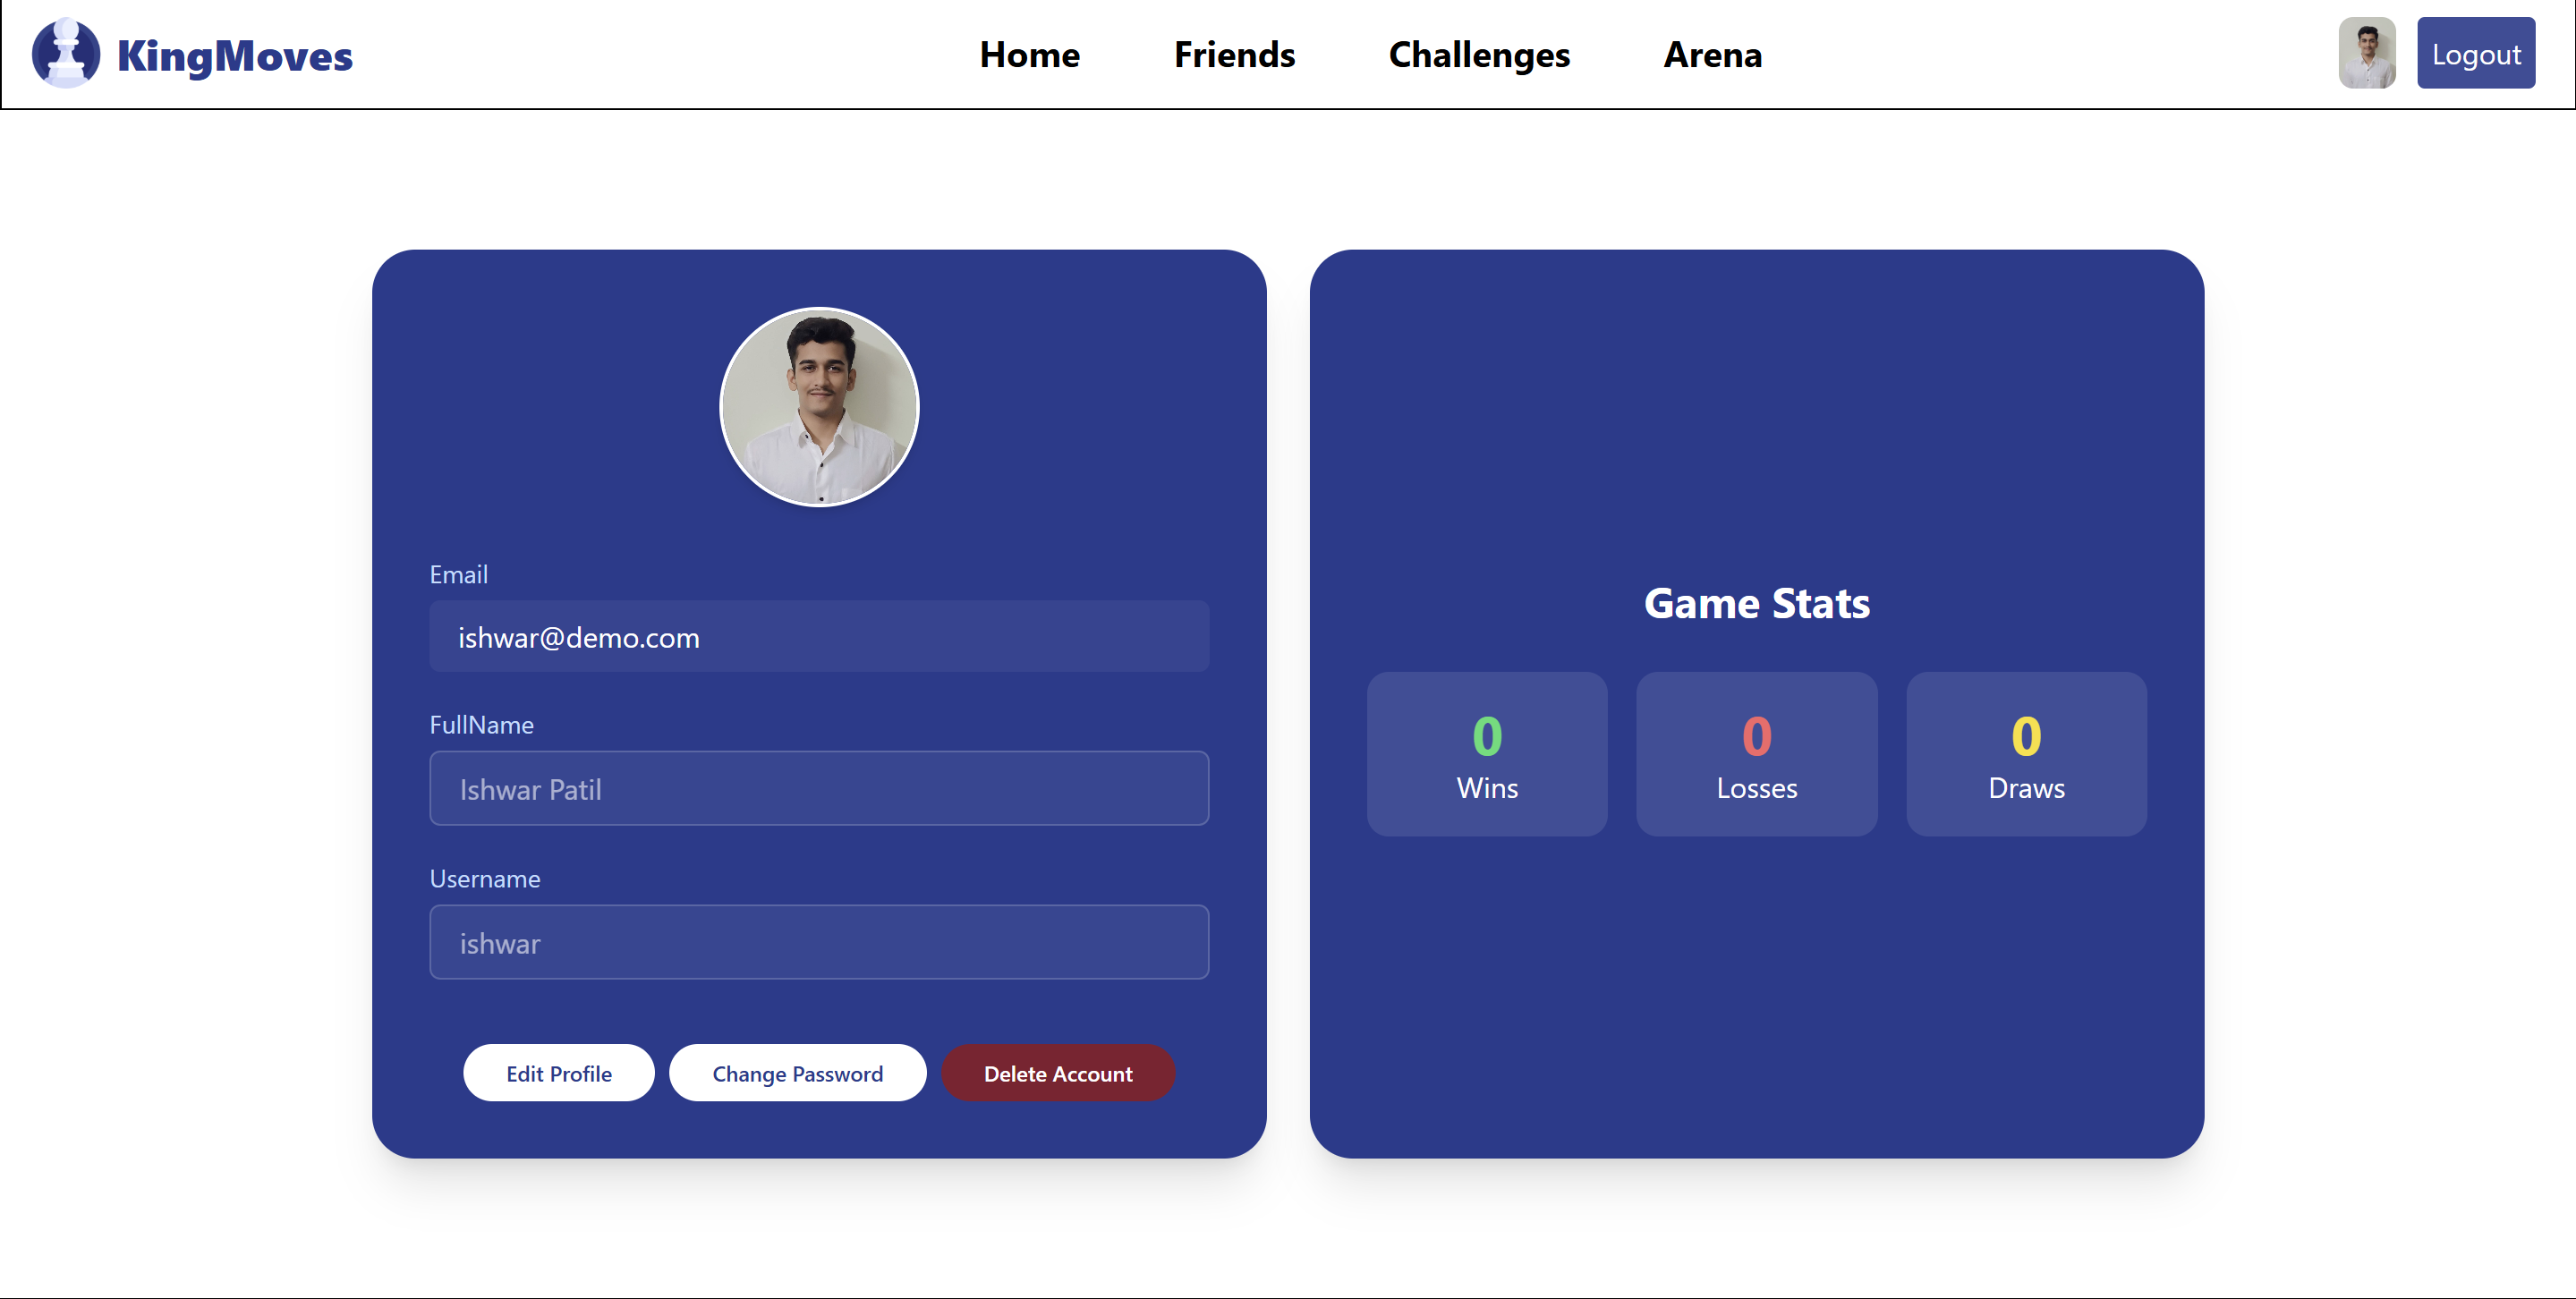 KingMoves
Home Friends Challenges Arena
Logout
Email
ishwar@demo.com
FullName
Ishwar Patil
Username
ishwar
Edit Profile Change Password Delete Account
Game Stats
0 0 0
Wins Losses Draws